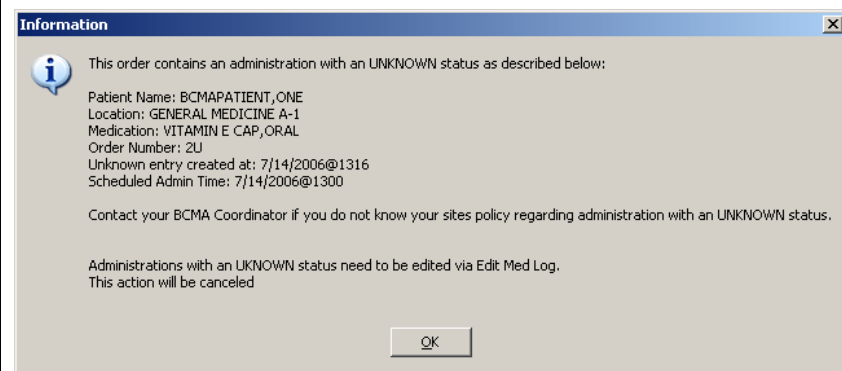 Information
This order contains an administration with an UNKNOWN status as described below:
Patient Name: BCMAPATIENT,ONE
Location: GENERAL MEDICINE A-1
Medication: VITAMIN E CAP,ORAL
Order Number: 2U
Unknown entry created at: 7/14/2006@1316
Scheduled Admin Time: 7/14/2006@1300
Contact your BCMA Coordinator if you do not know your sites policy regarding administration with an UNKNOWN status.
Administrations with an UKNOWN status need to be edited via Edit Med Log.
This action will be canceled
OK